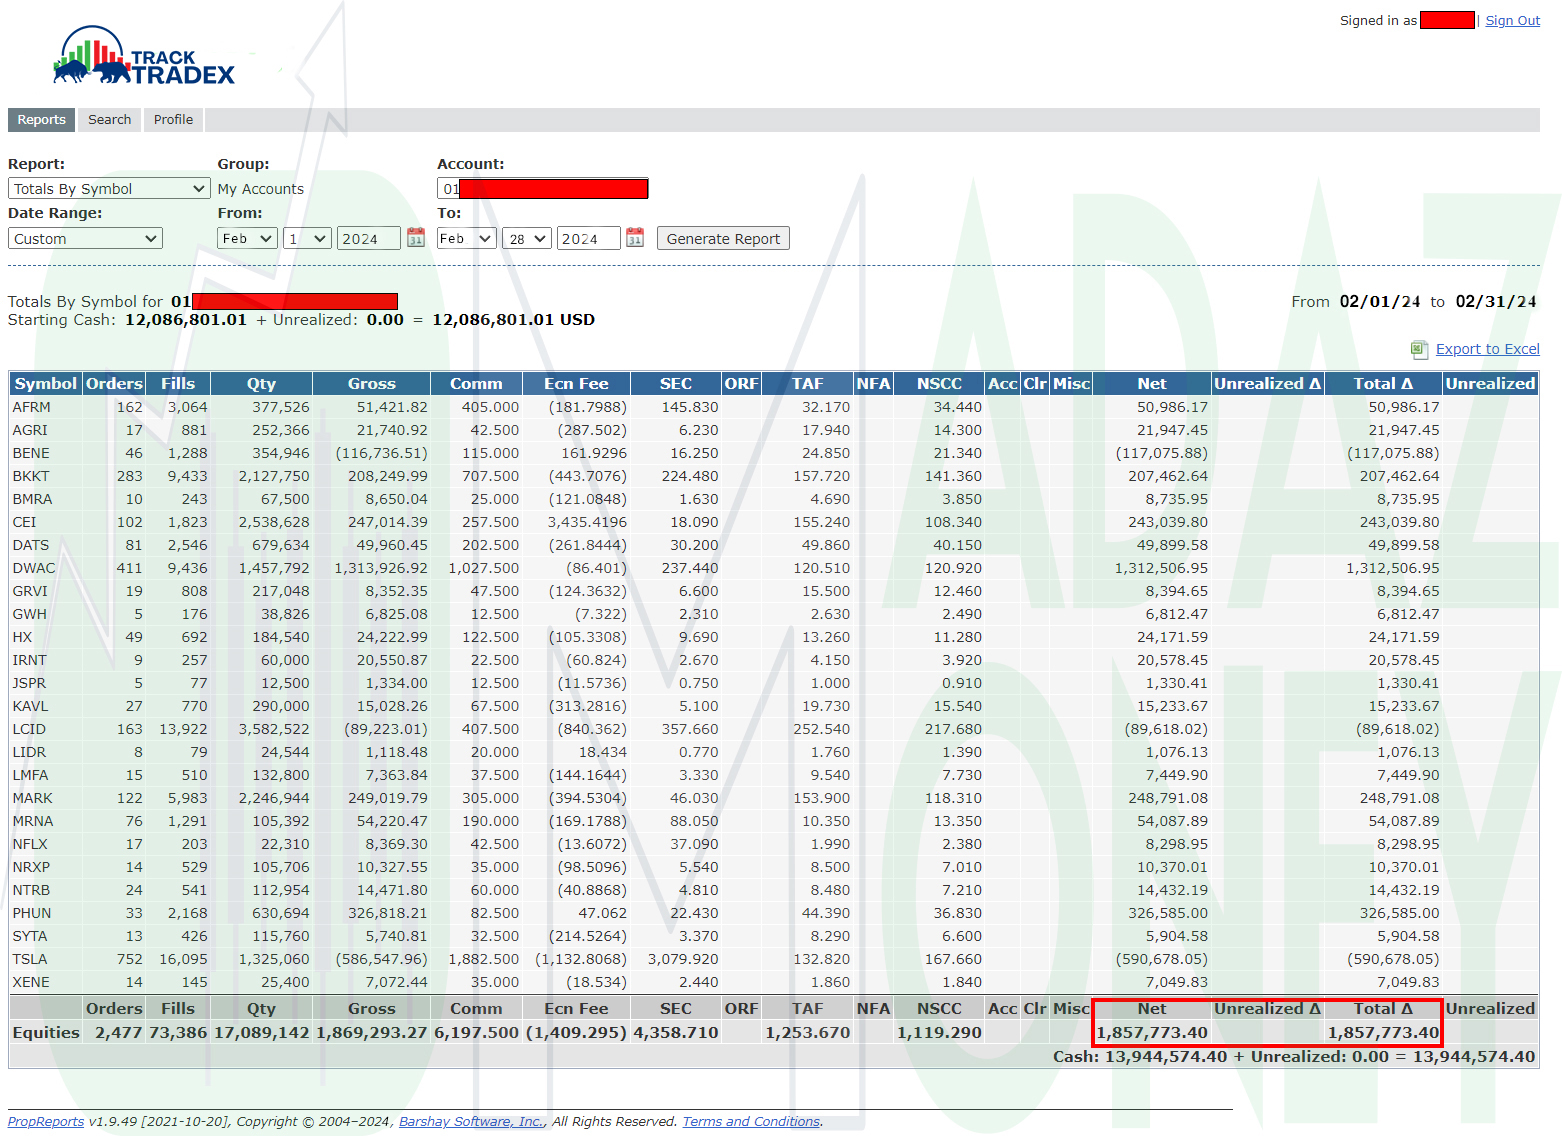 Signed in as | Sign Out
TRACK
TRADEX
Reports Search Profile
Report: Group: Account:
Totals By Symbol My Accounts 01
Date Range: From: To:
Custom Feb 1 2024 31 Feb 28 2024 31 Generate Report
Totals By Symbol for 01 From 02/01/24 to 02/31/24
Starting Cash: 12,086,801.01 + Unrealized: 0.00 = 12,086,801.01 USD
Export to Excel
Symbol Orders Fills Qty Gross Comm Ecn Fee SEC ORF TAF NFA NSCC Acc Clr Misc Net Unrealized Δ Total Δ Unrealized
AFRM 162 3,064 377,526 51,421.82 405.000 (181.7988) 145.830 32.170 34.440 50,986.17 50,986.17
AGRI 17 881 252,366 21,740.92 42.500 (287.502) 6.230 17.940 14.300 21,947.45 21,947.45
BENE 46 1,288 354,946 (116,736.51) 115.000 161.9296 16.250 24.850 21.340 (117,075.88) (117,075.88)
BKKT 283 9,433 2,127,750 208,249.99 707.500 (443.7076) 224.480 157.720 141.360 207,462.64 207,462.64
BMRA 10 243 67,500 8,650.04 25.000 (121.0848) 1.630 4.690 3.850 8,735.95 8,735.95
CEI 102 1,823 2,538,628 247,014.39 257.500 3,435.4196 18.090 155.240 108.340 243,039.80 243,039.80
DATS 81 2,546 679,634 49,960.45 202.500 (261.8444) 30.200 49.860 40.150 49,899.58 49,899.58
DWAC 411 9,436 1,457,792 1,313,926.92 1,027.500 (86.401) 237.440 120.510 120.920 1,312,506.95 1,312,506.95
GRVI 19 808 217,048 8,352.35 47.500 (124.3632) 6.600 15.500 12.460 8,394.65 8,394.65
GWH 5 176 38,826 6,825.08 12.500 (7.322) 2.310 2.630 2.490 6,812.47 6,812.47
HX 49 692 184,540 24,222.99 122.500 (105.3308) 9.690 13.260 11.280 24,171.59 24,171.59
IRNT 9 257 60,000 20,550.87 22.500 (60.824) 2.670 4.150 3.920 20,578.45 20,578.45
JSPR 5 77 12,500 1,334.00 12.500 (11.5736) 0.750 1.000 0.910 1,330.41 1,330.41
KAVL 27 770 290,000 15,028.26 67.500 (313.2816) 5.100 19.730 15.540 15,233.67 15,233.67
LCID 163 13,922 3,582,522 (89,223.01) 407.500 (840.362) 357.660 252.540 217.680 (89,618.02) (89,618.02)
LIDR 8 79 24,544 1,118.48 20.000 18.434 0.770 1.760 1.390 1,076.13 1,076.13
LMFA 15 510 132,800 7,363.84 37.500 (144.1644) 3.330 9.540 7.730 7,449.90 7,449.90
MARK 122 5,983 2,246,944 249,019.79 305.000 (394.5304) 46.030 153.900 118.310 248,791.08 248,791.08
MRNA 76 1,291 105,392 54,220.47 190.000 (169.1788) 88.050 10.350 13.350 54,087.89 54,087.89
NFLX 17 203 22,310 8,369.30 42.500 (13.6072) 37.090 1.990 2.380 8,298.95 8,298.95
NRXP 14 529 105,706 10,327.55 35.000 (98.5096) 5.540 8.500 7.010 10,370.01 10,370.01
NTRB 24 541 112,954 14,471.80 60.000 (40.8868) 4.810 8.480 7.210 14,432.19 14,432.19
PHUN 33 2,168 630,694 326,818.21 82.500 47.062 22.430 44.390 36.830 326,585.00 326,585.00
SYTA 13 426 115,760 5,740.81 32.500 (214.5264) 3.370 8.290 6.600 5,904.58 5,904.58
TSLA 752 16,095 1,325,060 (586,547.96) 1,882.500 (1,132.8068) 3,079.920 132.820 167.660 (590,678.05) (590,678.05)
XENE 14 145 25,400 7,072.44 35.000 (18.534) 2.440 1.860 1.840 7,049.83 7,049.83
Orders Fills Qty Gross Comm Ecn Fee SEC ORF TAF NFA NSCC Acc Clr Misc Net Unrealized Δ Total Δ Unrealized
Equities 2,477 73,386 17,089,142 1,869,293.27 6,197.500 (1,409.295) 4,358.710 1,253.670 1,119.290 1,857,773.40 1,857,773.40
Cash: 13,944,574.40 + Unrealized: 0.00 = 13,944,574.40
PropReports v1.9.49 [2021-10-20], Copyright © 2004–2024, Barshay Software, Inc., All Rights Reserved. Terms and Conditions.
MADAZ
MONEY